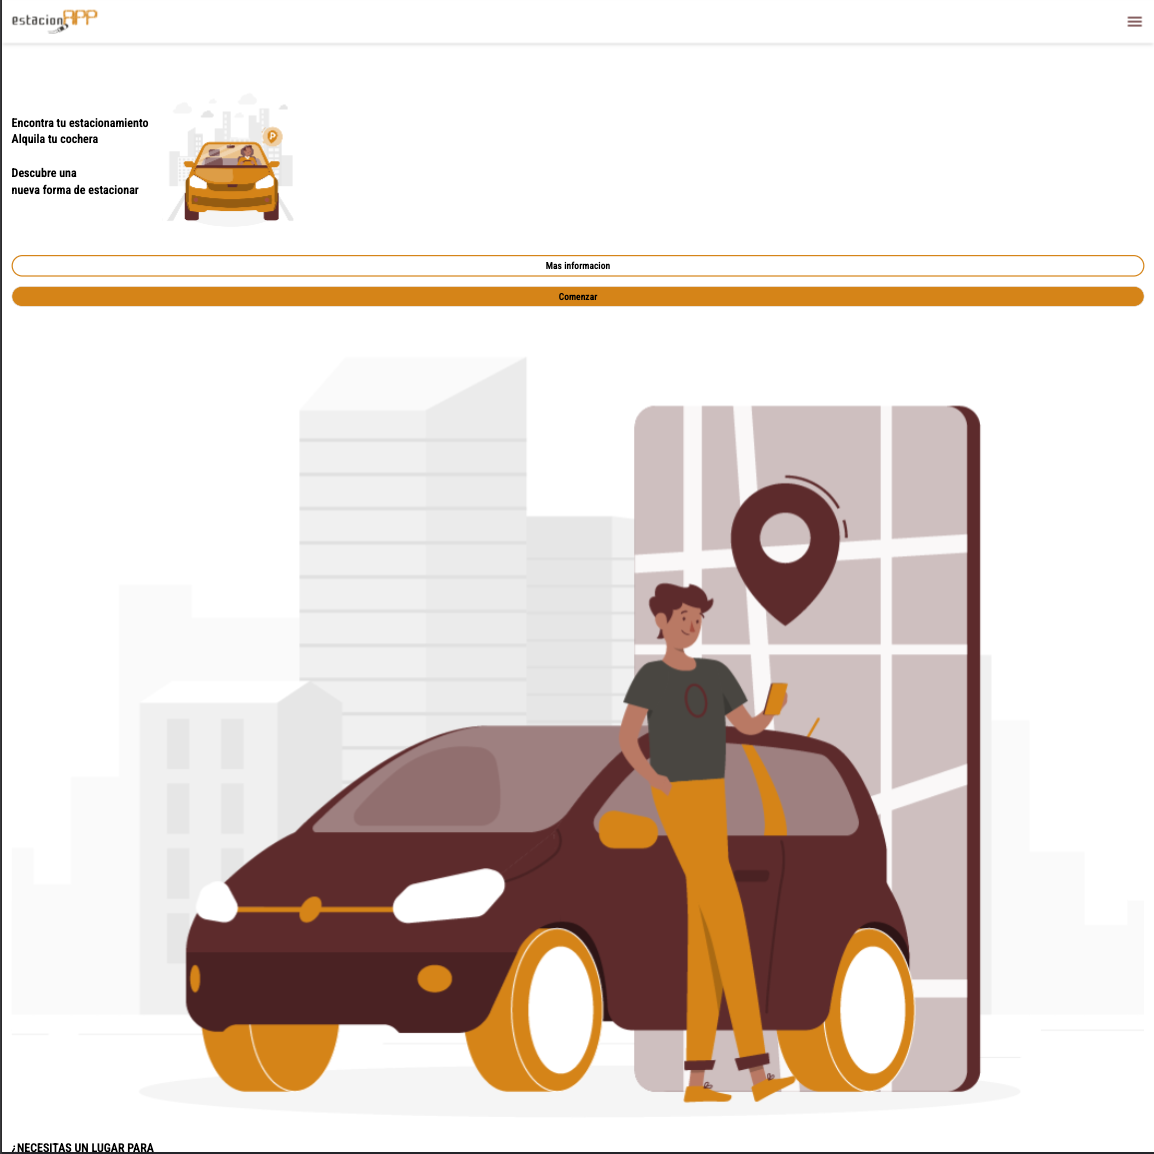 estacionAPP
Encontra tu estacionamiento
Alquila tu cochera
Descubre una
nueva forma de estacionar
P
Mas informacion
Comenzar
¿NECESITAS UN LUGAR PARA